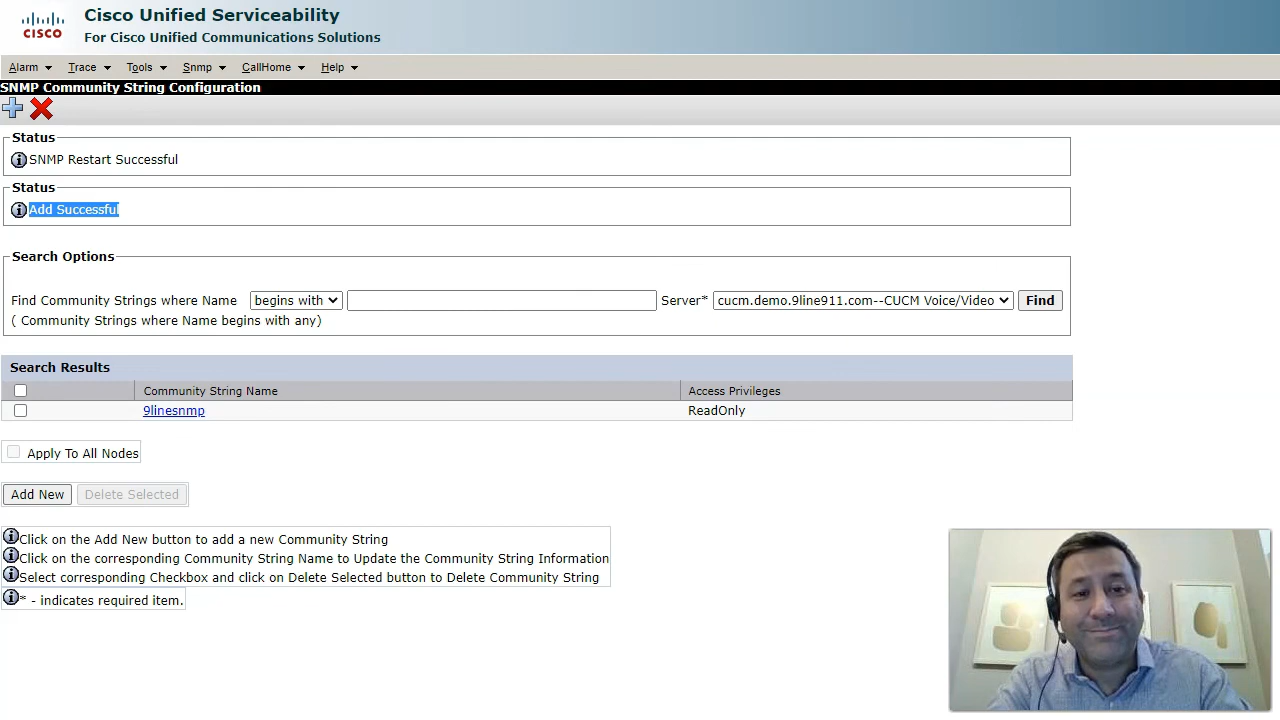 Cisco Unified Serviceability
CISCO
For Cisco Unified Communications Solutions
Alarm Trace Tools Snmp CallHome Help
SNMP Community String Configuration
Status
SNMP Restart Successful
Status
Add Successful
Search Options
Find Community Strings where Name begins with Server* cucm.demo.9line911.com--CUCM Voice/Video Find
( Community Strings where Name begins with any)
Search Results
Community String Name Access Privileges
9linesnmp ReadOnly
Apply To All Nodes
Add New Delete Selected
Click on the Add New button to add a new Community String
Click on the corresponding Community String Name to Update the Community String Information
Select corresponding Checkbox and click on Delete Selected button to Delete Community String
* - indicates required item.